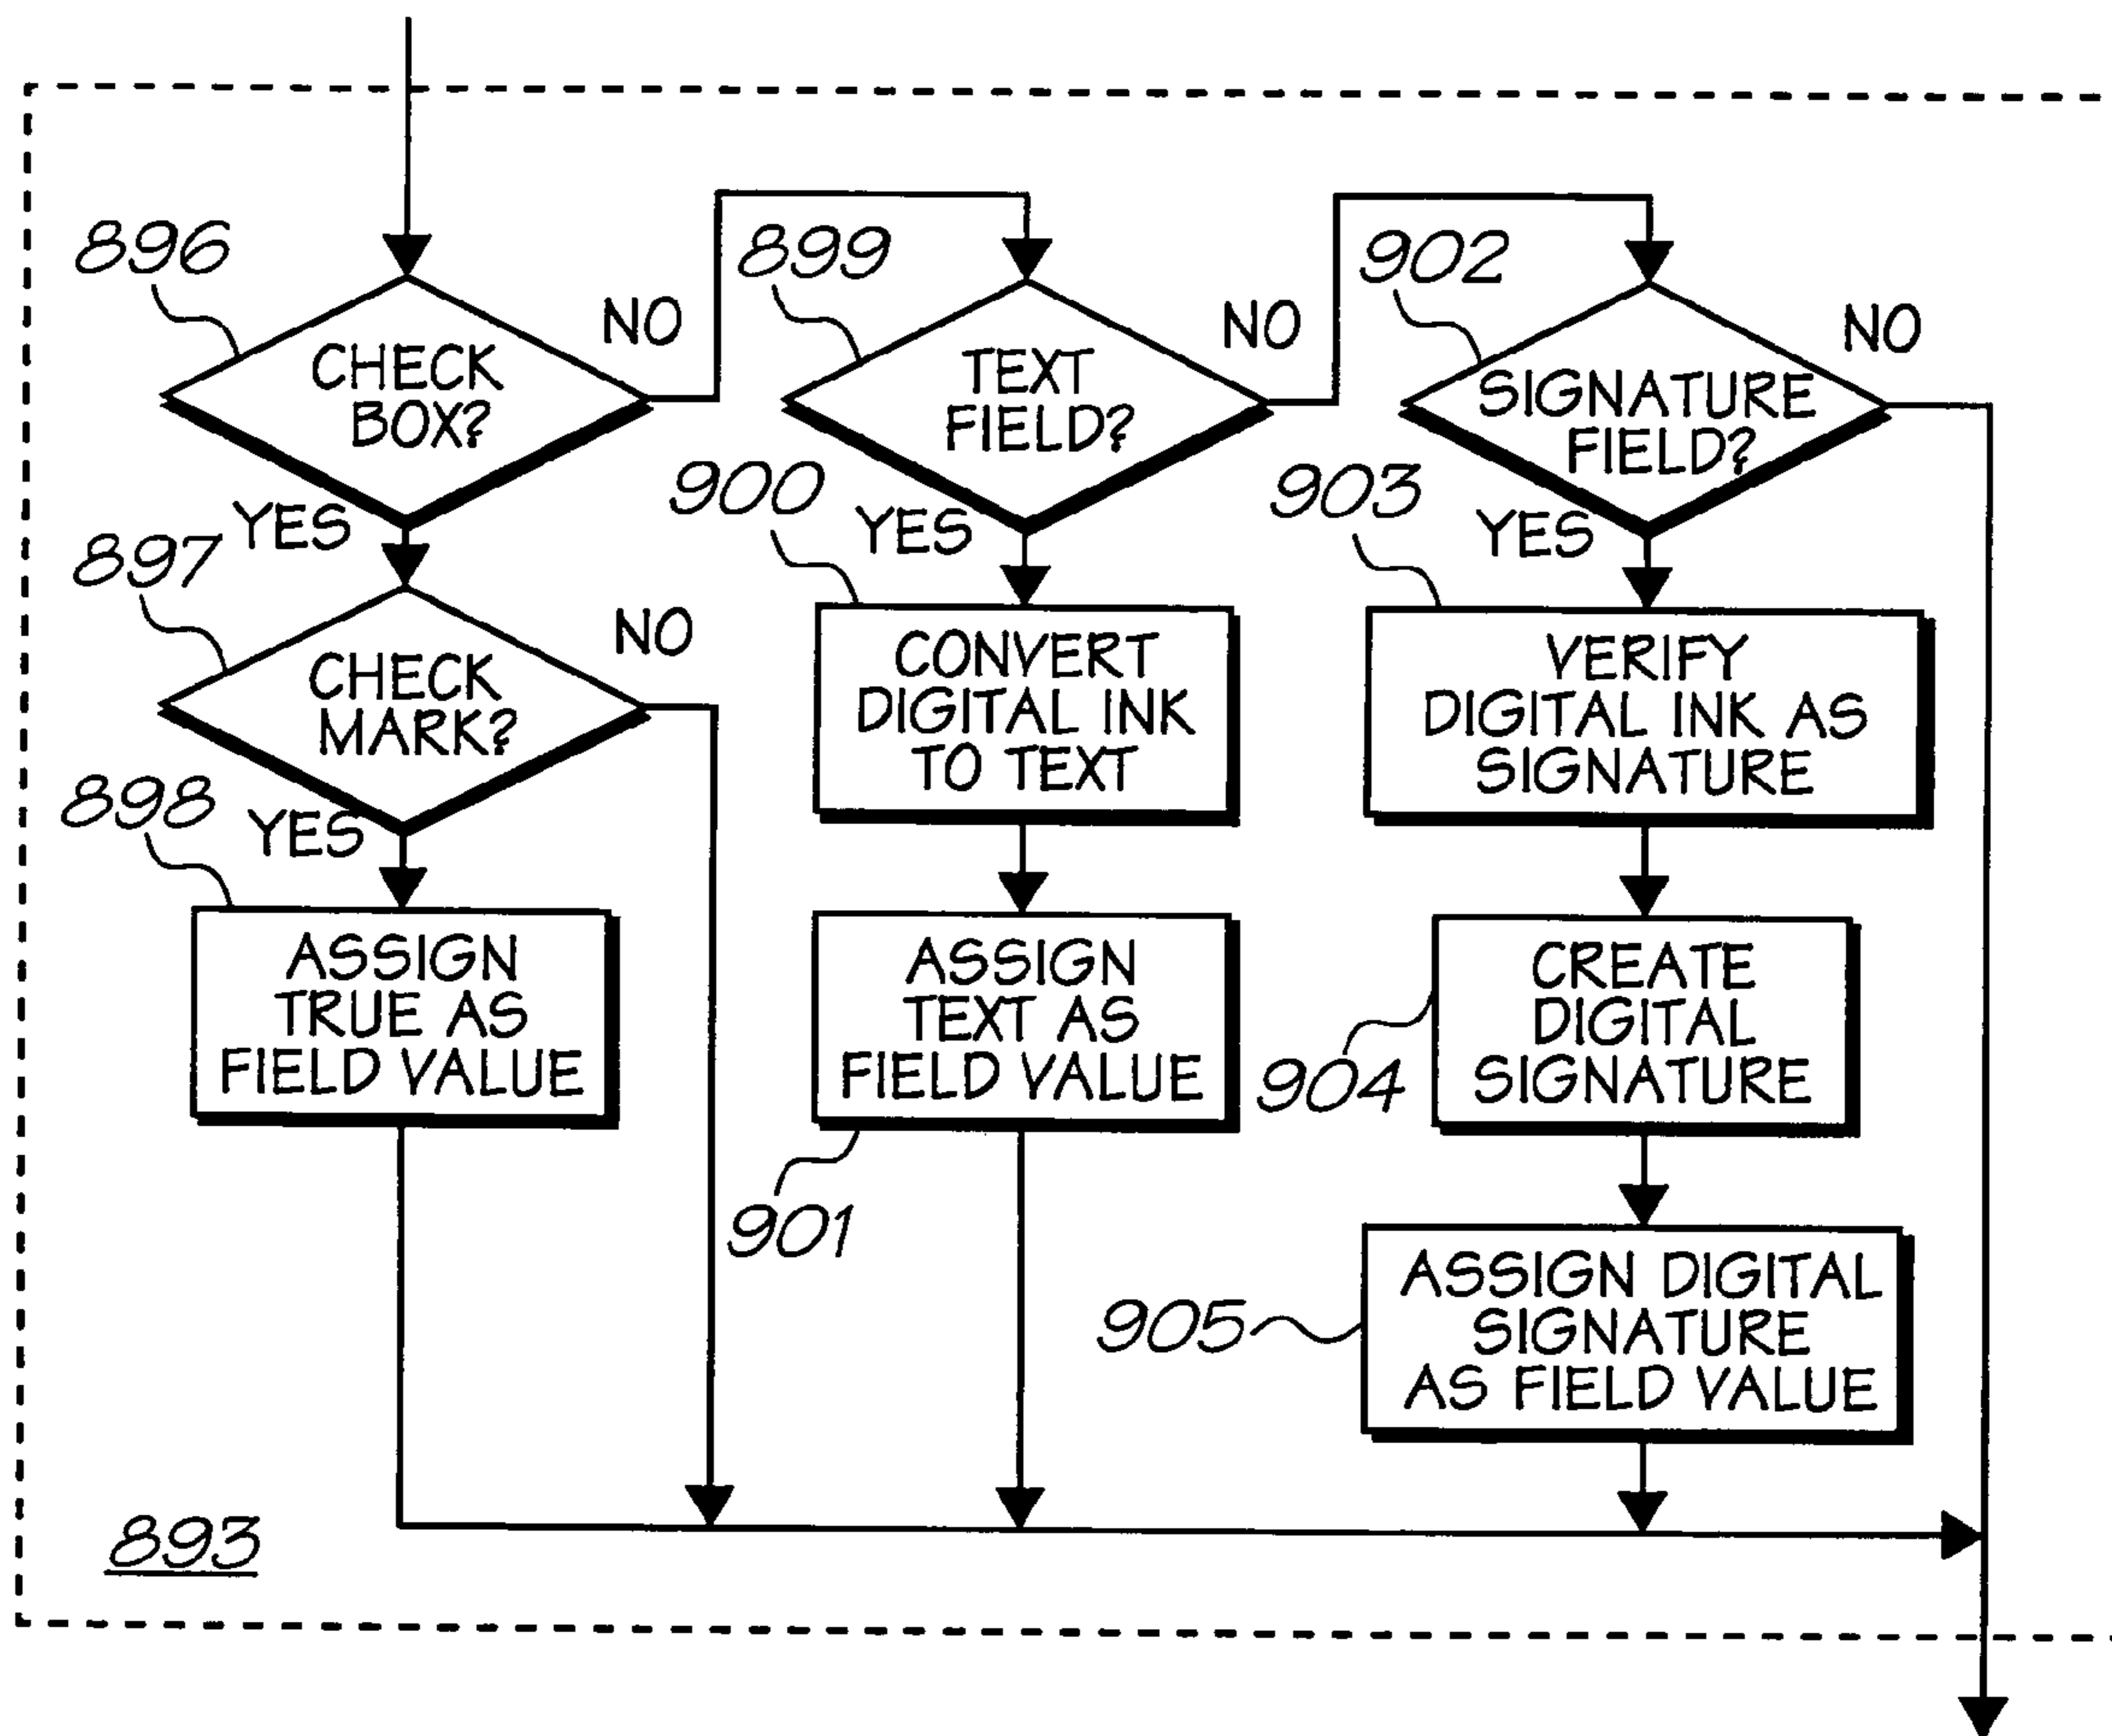 896
CHECK
BOX?
NO
YES
899
TEXT
FIELD?
NO
YES
902
SIGNATURE
FIELD?
NO
YES
897
CHECK
MARK?
NO
YES
900
CONVERT
DIGITAL INK
TO TEXT
903
VERIFY
DIGITAL INK AS
SIGNATURE
898
ASSIGN
TRUE AS
FIELD VALUE
ASSIGN
TEXT AS
FIELD VALUE
901
CREATE
DIGITAL
SIGNATURE
904
905
ASSIGN DIGITAL
SIGNATURE
AS FIELD VALUE
893